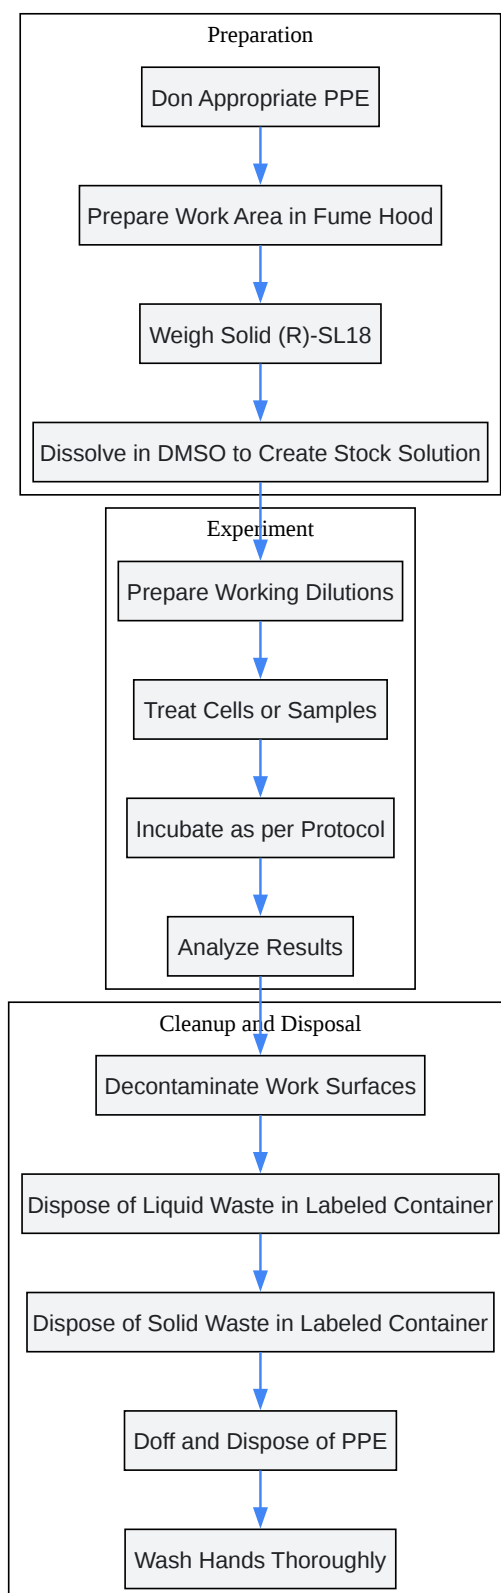 Preparation
Don Appropriate PPE
Prepare Work Area in Fume Hood
Weigh Solid (R)-SL18
Dissolve in DMSO to Create Stock Solution
Experiment
Prepare Working Dilutions
Treat Cells or Samples
Incubate as per Protocol
Analyze Results
Cleanup and Disposal
Decontaminate Work Surfaces
Dispose of Liquid Waste in Labeled Container
Dispose of Solid Waste in Labeled Container
Doff and Dispose of PPE
Wash Hands Thoroughly